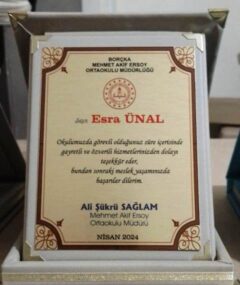 BORÇKA
MEHMET AKİF ERSOY
ORTAOKULU MÜDÜRLÜĞÜ
Sayın Esra ÜNAL
Okulumuzda görevli olduğunuz süre içerisinde
gayretli ve özverili hizmetlerinizden dolayı
teşekkür eder,
bundan sonraki meslek yaşamınızda
başarılar dilerim.
Ali Şükrü SAĞLAM
Mehmet Akif Ersoy
Ortaokulu Müdürü
NİSAN 2024